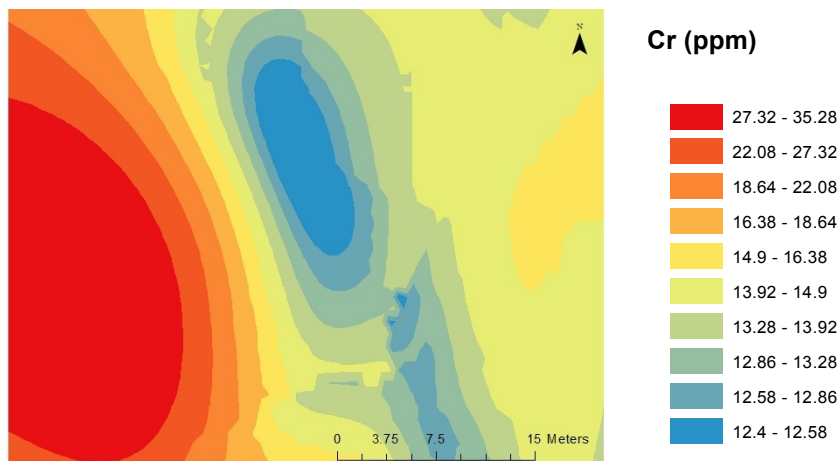 N
Cr (ppm)
27.32 - 35.28
22.08 - 27.32
18.64 - 22.08
16.38 - 18.64
14.9 - 16.38
13.92 - 14.9
13.28 - 13.92
12.86 - 13.28
12.58 - 12.86
12.4 - 12.58
0 3.75 7.5 15 Meters